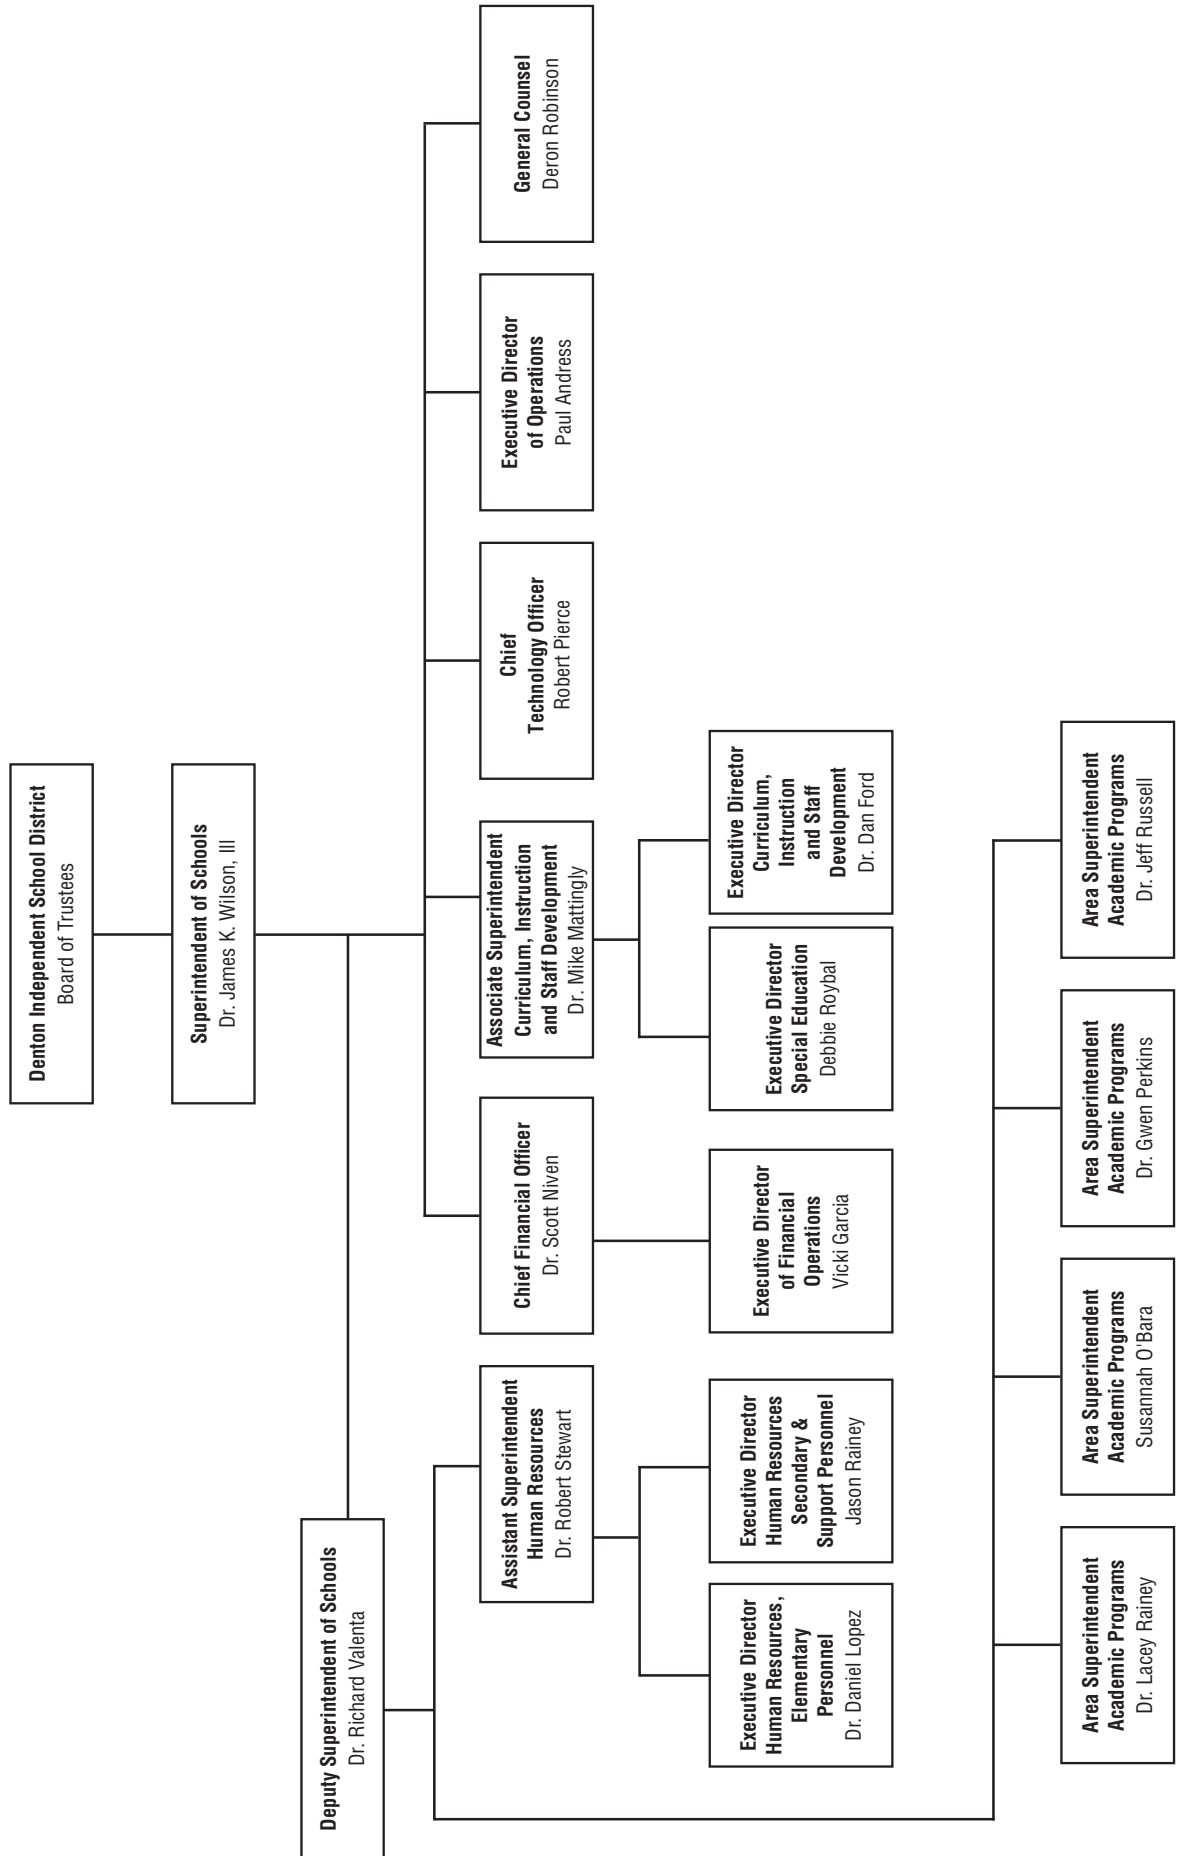 Denton Independent School District
Board of Trustees
Superintendent of Schools
Dr. James K. Wilson, III
Deputy Superintendent of Schools
Dr. Richard Valenta
Assistant Superintendent
Human Resources
Dr. Robert Stewart
Chief Financial Officer
Dr. Scott Niven
Associate Superintendent
Curriculum, Instruction
and Staff Development
Dr. Mike Mattingly
Chief
Technology Officer
Robert Pierce
Executive Director
of Operations
Paul Andress
General Counsel
Deron Robinson
Executive Director
Human Resources,
Elementary
Personnel
Dr. Daniel Lopez
Executive Director
Human Resources
Secondary &
Support Personnel
Jason Rainey
Executive Director
of Financial
Operations
Vicki Garcia
Executive Director
Special Education
Debbie Roybal
Executive Director
Curriculum,
Instruction
and Staff
Development
Dr. Dan Ford
Area Superintendent
Academic Programs
Dr. Lacey Rainey
Area Superintendent
Academic Programs
Susannah O'Bara
Area Superintendent
Academic Programs
Dr. Gwen Perkins
Area Superintendent
Academic Programs
Dr. Jeff Russell